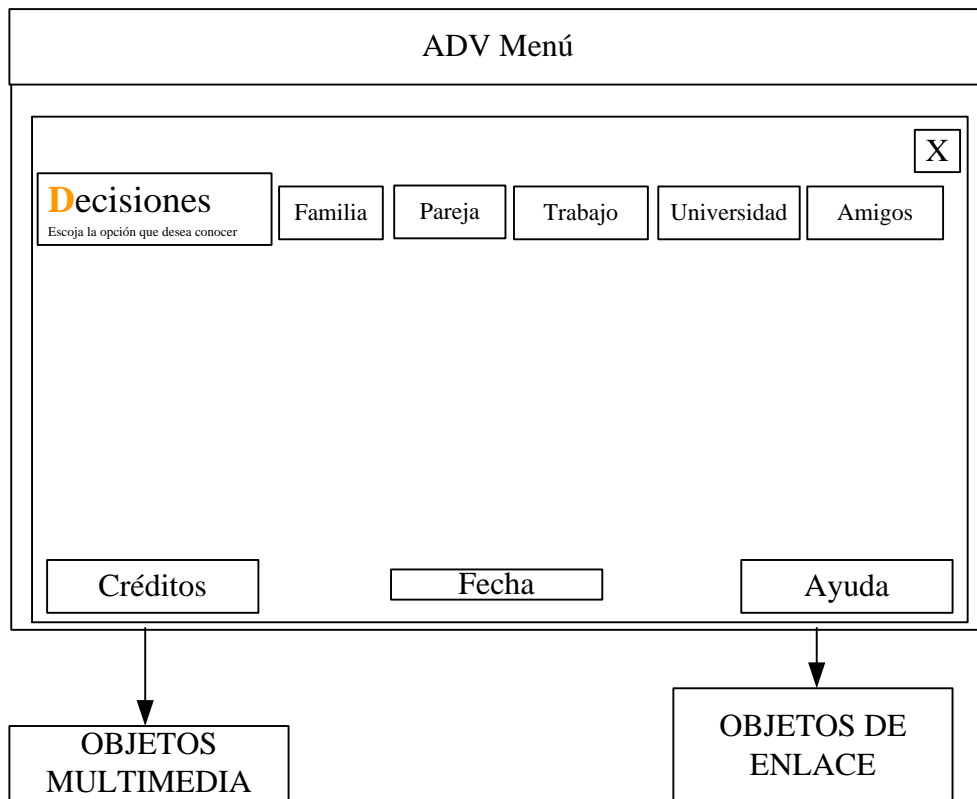 ADV Menú
X
Decisiones
Escoja la opción que desea conocer
Familia
Pareja
Trabajo
Universidad
Amigos
Créditos
Fecha
Ayuda
OBJETOS
MULTIMEDIA
OBJETOS DE
ENLACE